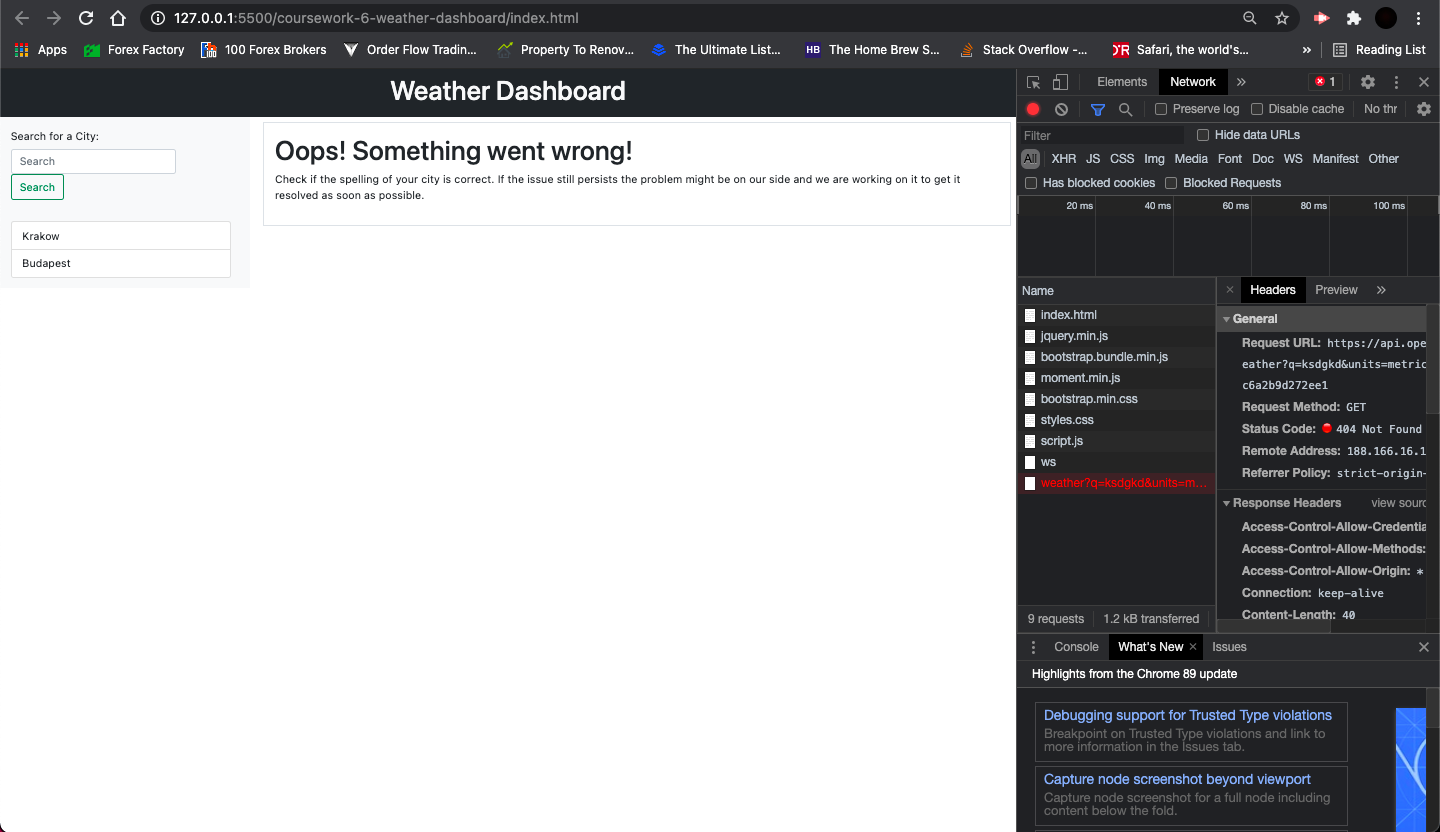 127.0.0.1:5500/coursework-6-weather-dashboard/index.html
Apps Forex Factory 100 Forex Brokers Order Flow Tradin... Property To Renov... The Ultimate List... HB The Home Brew S... Stack Overflow -... D'R Safari, the world's... » Reading List
Weather Dashboard
Search for a City:
Search
Search
Krakow
Budapest
Oops! Something went wrong!
Check if the spelling of your city is correct. If the issue still persists the problem might be on our side and we are working on it to get it
resolved as soon as possible.
Elements Network » 1
Preserve log Disable cache No thr
Filter Hide data URLs
All XHR JS CSS Img Media Font Doc WS Manifest Other
Has blocked cookies Blocked Requests
20 ms 40 ms 60 ms 80 ms 100 ms
Name
index.html
jquery.min.js
bootstrap.bundle.min.js
moment.min.js
bootstrap.min.css
styles.css
script.js
ws
weather?q=ksdgkd&units=m...
9 requests 1.2 kB transferred
× Headers Preview »
General
Request URL: https://api.ope
eather?q=ksdgkd&units=metric
c6a2b9d272ee1
Request Method: GET
Status Code: 404 Not Found
Remote Address: 188.166.16.1
Referrer Policy: strict-origin-
Response Headers view sourc
Access-Control-Allow-Credentia
Access-Control-Allow-Methods:
Access-Control-Allow-Origin: *
Connection: keep-alive
Content-Length: 40
Console What's New × Issues
Highlights from the Chrome 89 update
Debugging support for Trusted Type violations
Breakpoint on Trusted Type violations and link to
more information in the Issues tab.
Capture node screenshot beyond viewport
Capture node screenshot for a full node including
content below the fold.